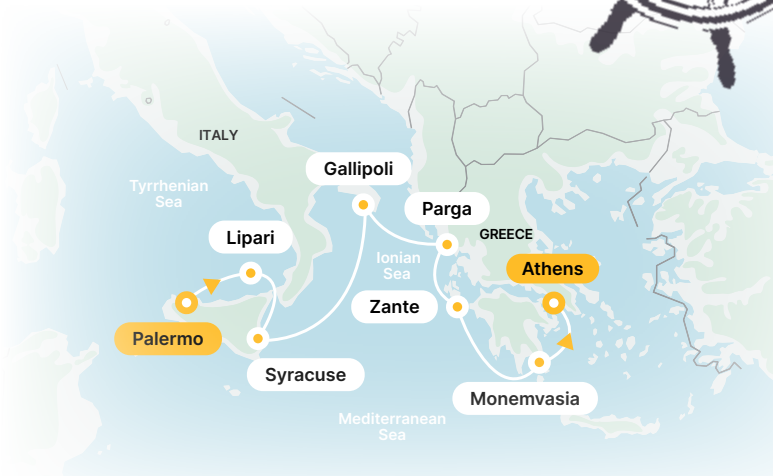 ITALY
Gallipoli
Tyrrhenian
Sea
Parga
Lipari
GREECE
Ionian
Sea
Athens
Zante
Palermo
Syracuse
Monemvasia
Mediterranean
Sea